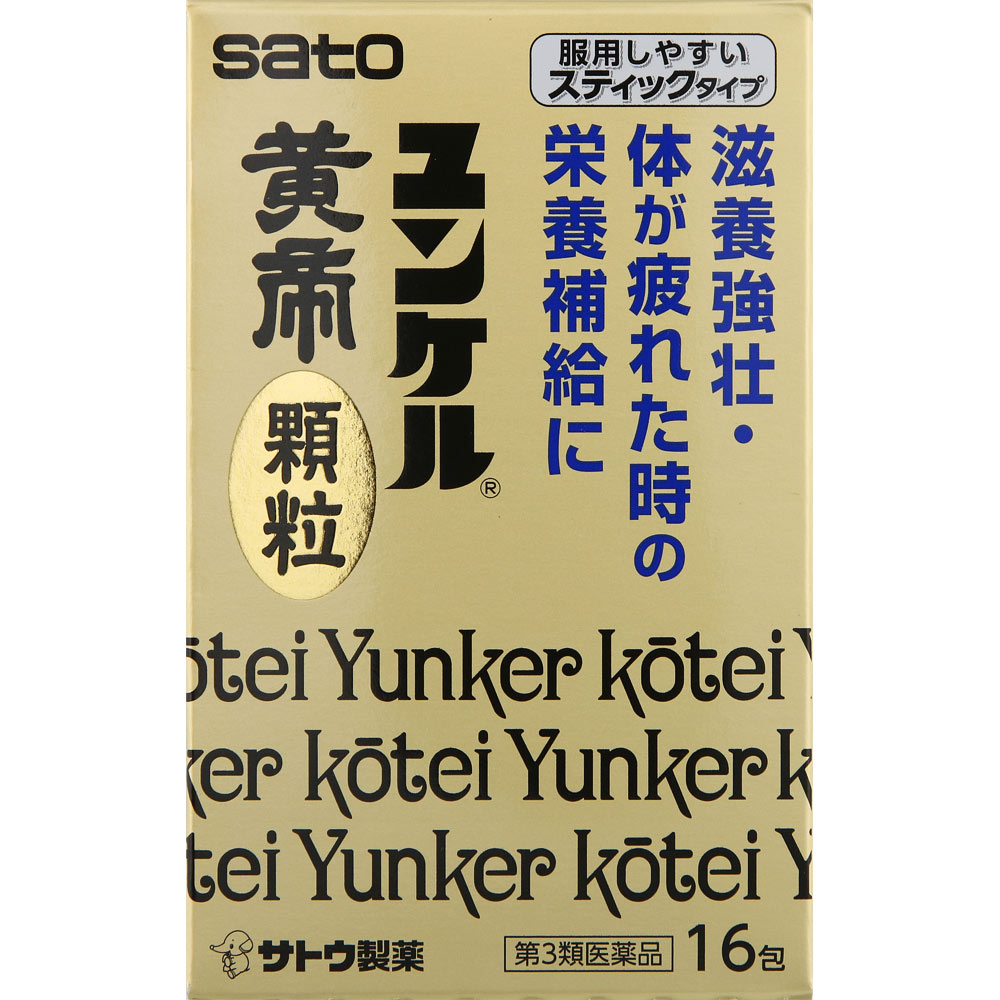 sato
服用しやすい
スティックタイプ
滋養強壮・
体が疲れた時の
栄養補給に
ユンケル®
黄帝
顆粒
ōtei Yunker kōtei Y
ker kōtei Yunker k
tei Yunker kōtei Y
サトウ製薬
第3類医薬品
16包